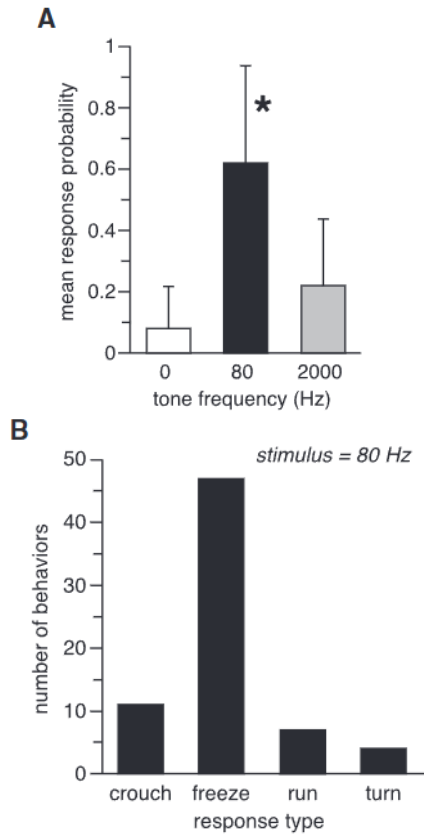 A
1
0.8
0.6
0.4
0.2
0
mean response probability
*
0 80 2000
tone frequency (Hz)
B
stimulus = 80 Hz
50
40
30
20
10
0
number of behaviors
crouch freeze run turn
response type